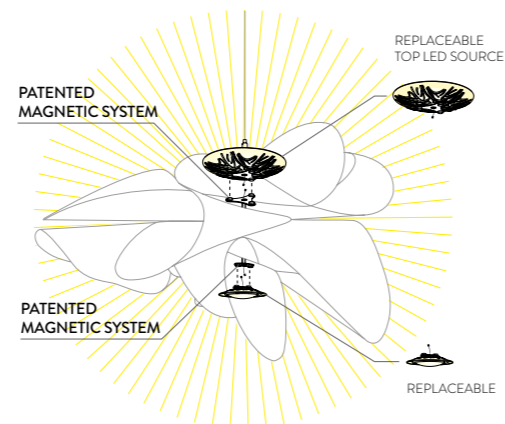 REPLACEABLE
TOP LED SOURCE
PATENTED
MAGNETIC SYSTEM
PATENTED
MAGNETIC SYSTEM
REPLACEABLE